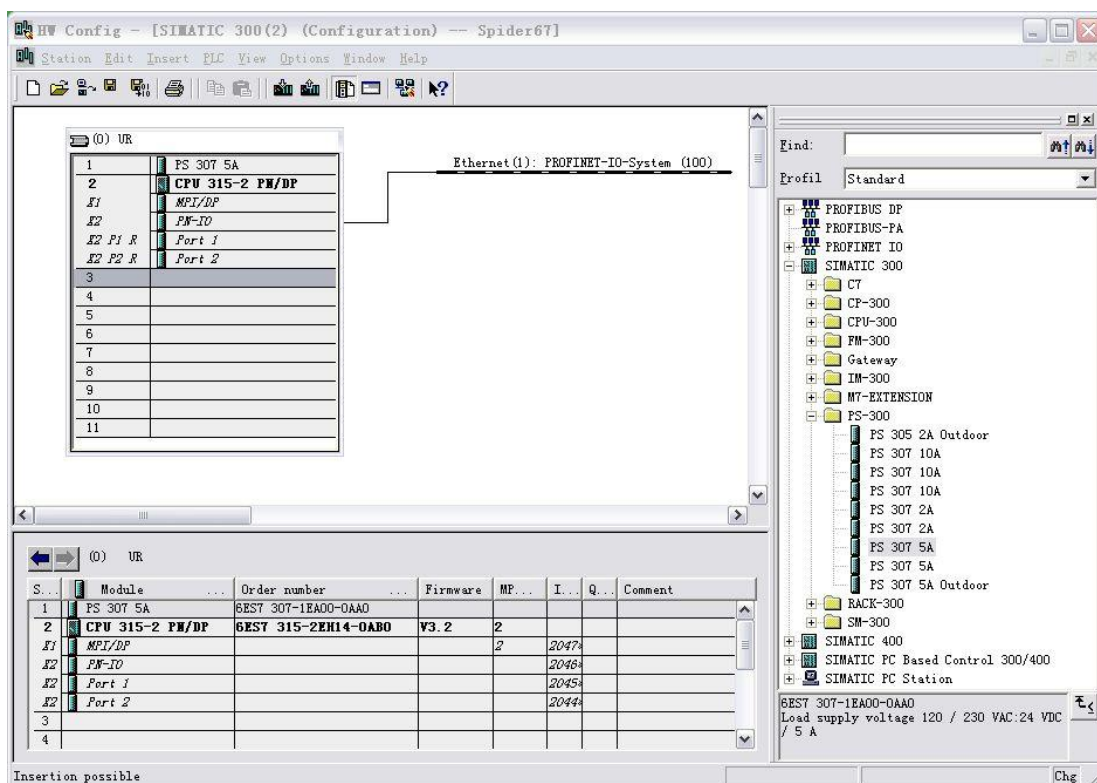 HW Config - [SIMATIC 300(2) (Configuration) -- Spider67]
Station Edit Insert PLC View Options Window Help
(0) UR
1 PS 307 5A
2 CPU 315-2 PN/DP
X1 MPI/DP
X2 PN-IO
X2 P1 R Port 1
X2 P2 R Port 2
3
4
5
6
7
8
9
10
11
Ethernet(1): PROFINET-IO-System (100)
Find:
Profil Standard
PROFIBUS DP
PROFIBUS-PA
PROFINET IO
SIMATIC 300
C7
CP-300
CPU-300
FM-300
Gateway
IM-300
M7-EXTENSION
PS-300
PS 305 2A Outdoor
PS 307 10A
PS 307 10A
PS 307 10A
PS 307 2A
PS 307 2A
PS 307 5A
PS 307 5A
PS 307 5A Outdoor
RACK-300
SM-300
SIMATIC 400
SIMATIC PC Based Control 300/400
SIMATIC PC Station
6ES7 307-1EA00-0AA0
Load supply voltage 120 / 230 VAC:24 VDC
/ 5 A
(0) UR
S... Module ... Order number ... Firmware MP... I... Q... Comment
1 PS 307 5A 6ES7 307-1EA00-0AA0
2 CPU 315-2 PN/DP 6ES7 315-2EH14-0AB0 V3.2 2
X1 MPI/DP 2 2047*
X2 PN-IO 2046*
X2 Port 1 2045*
X2 Port 2 2044*
3
4
Insertion possible
Chg